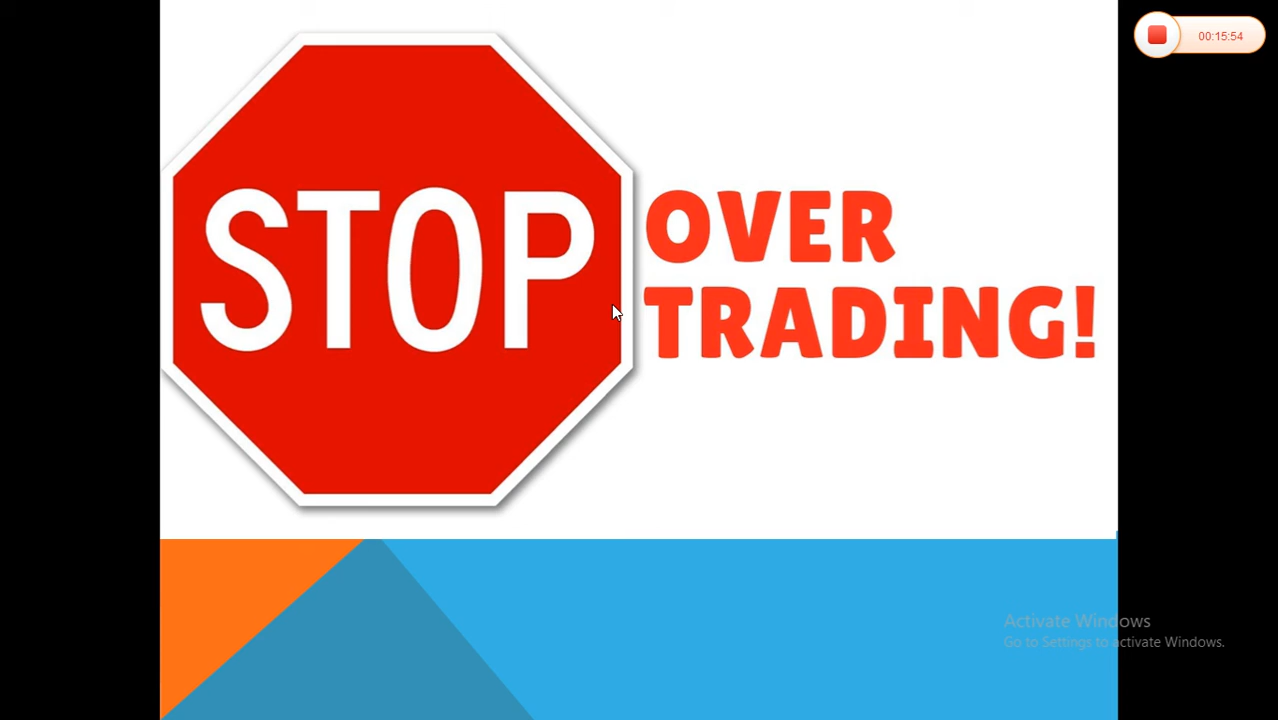 00:15:54
STOP
OVER
TRADING!
Activate Windows
Go to Settings to activate Windows.